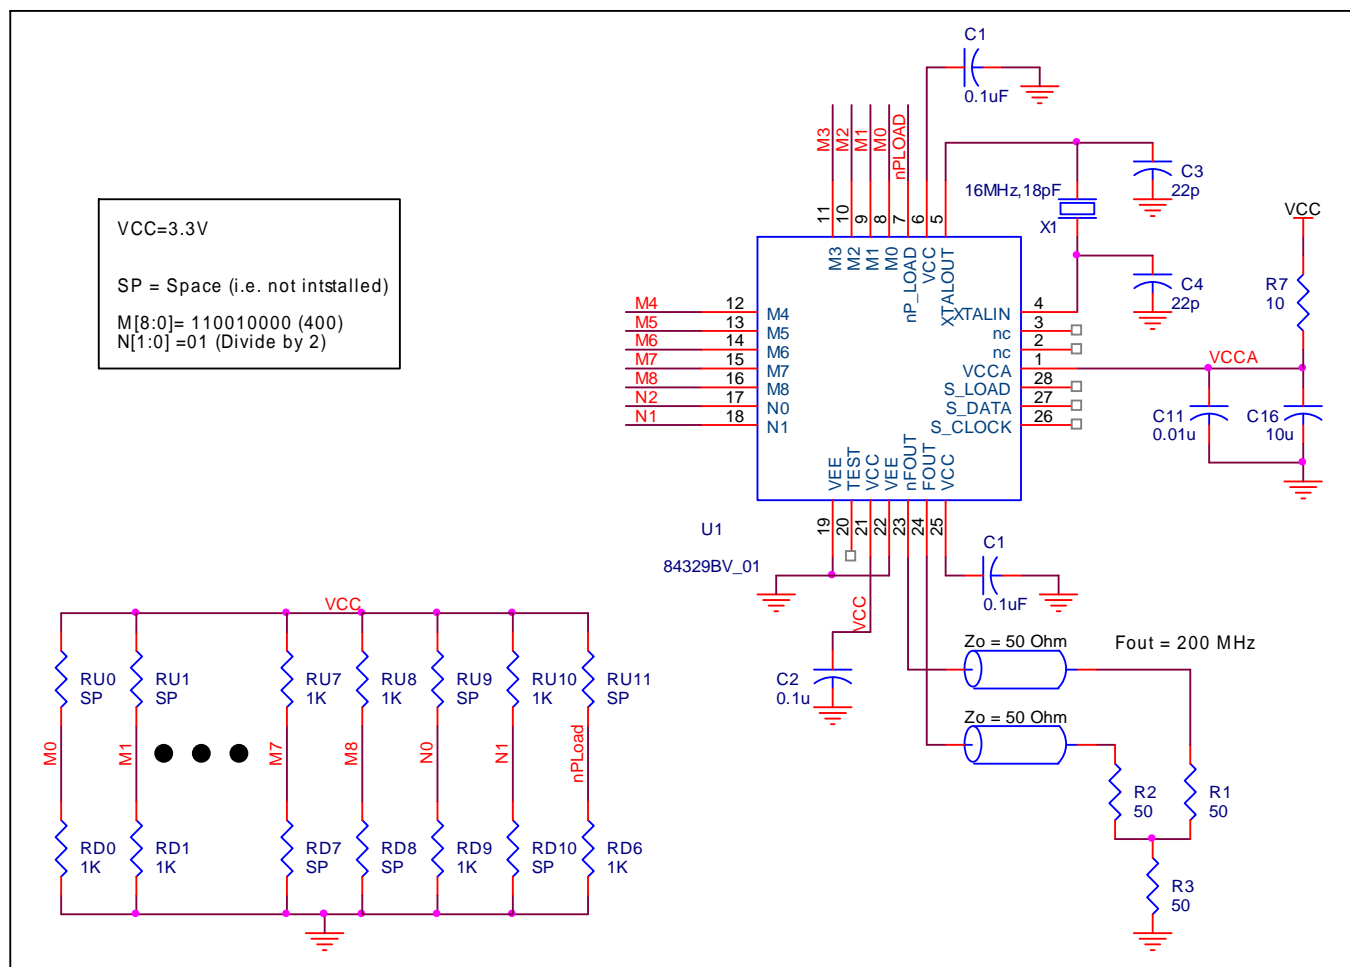 C1
0.1uF
M3
M2
M1
M0
nPLOAD
16MHz,18pF
X1
C3
22p
C4
22p
VCC
R7
10
VCC=3.3V
SP = Space (i.e. not intstalled)
M[8:0]= 110010000 (400)
N[1:0] =01 (Divide by 2)
11
10
9
8
7
6
5
M3
M2
M1
M0
nP_LOAD
VCC
XTALOUT
M4 12 M4
M5 13 M5
M6 14 M6
M7 15 M7
M8 16 M8
N2 17 N0
N1 18 N1
XTALIN 4
nc 3
nc 2
VCCA 1 VCCA
S_LOAD 28
S_DATA 27
S_CLOCK 26
C11
0.01u
C16
10u
VEE
TEST
VCC
VEE
nFOUT
FOUT
VCC
19
20
21
22
23
24
25
U1
84329BV_01
C1
0.1uF
VCC
C2
0.1u
Zo = 50 Ohm
Fout = 200 MHz
Zo = 50 Ohm
R2
50
R1
50
R3
50
VCC
RU0
SP
RU1
SP
RU7
1K
RU8
1K
RU9
SP
RU10
1K
RU11
SP
M0
M1
M7
M8
N0
N1
nPLoad
RD0
1K
RD1
1K
RD7
SP
RD8
SP
RD9
1K
RD10
SP
RD6
1K